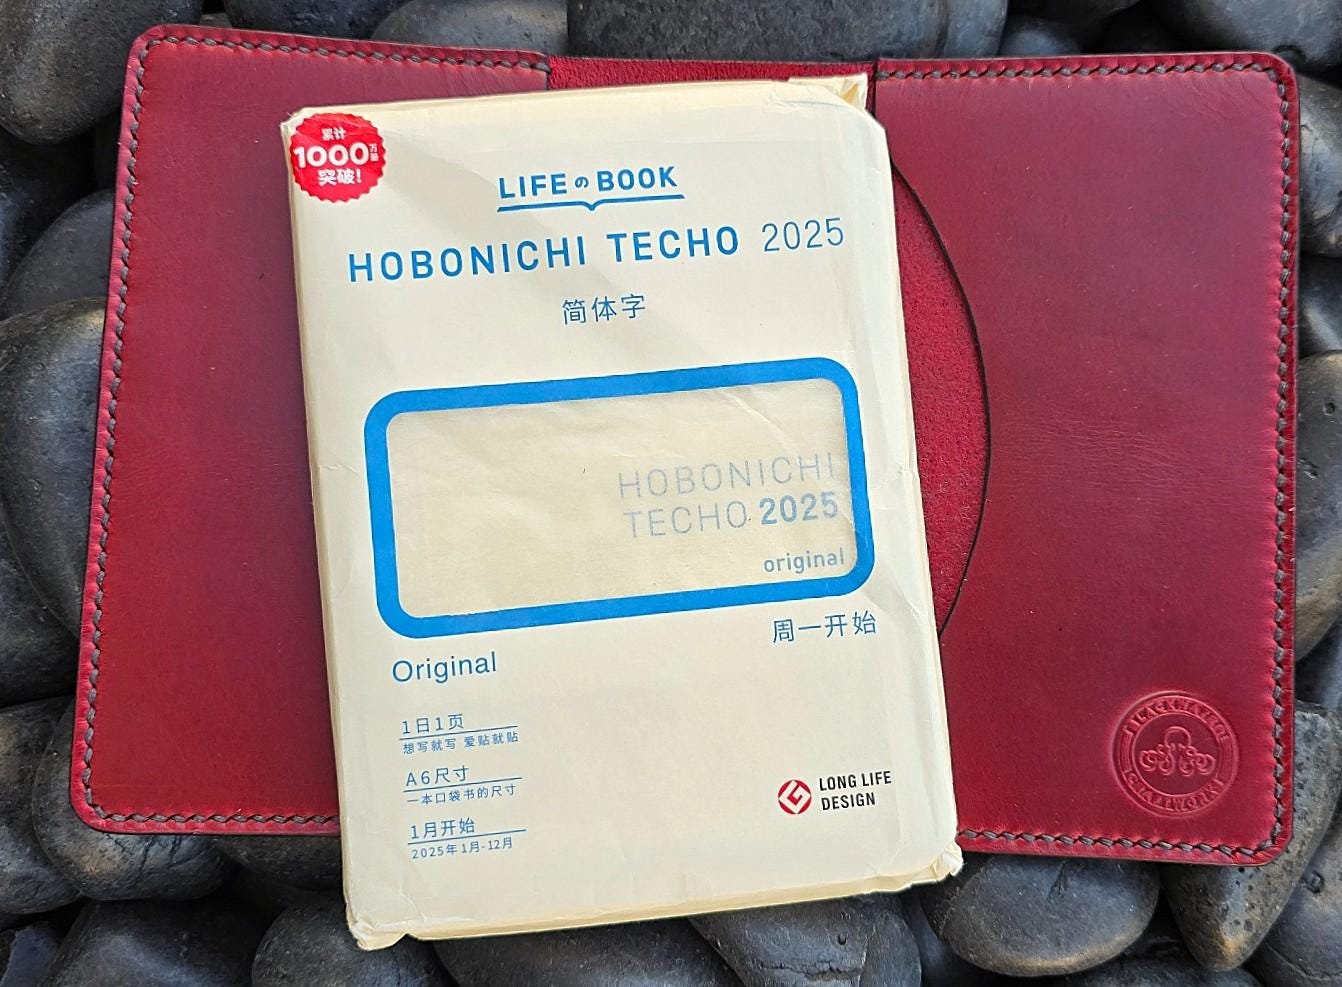 累计
1000万册
突破!
LIFEのBOOK
HOBONICHI TECHO 2025
简体字
HOBONICHI
TECHO 2025
original
周一开始
Original
1日1页
想写就写 爱贴就贴
A6尺寸
一本口袋书的尺寸
1月开始
2025年1月-12月
LONG LIFE
DESIGN
CRAFTWORKS